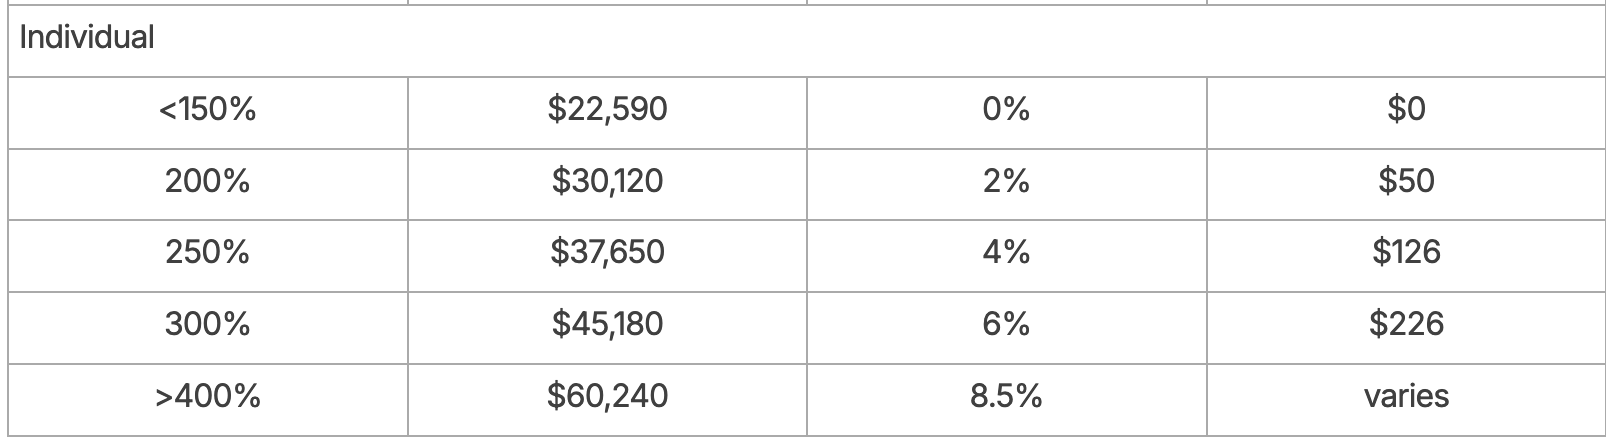 Individual
<150% $22,590 0% $0
200% $30,120 2% $50
250% $37,650 4% $126
300% $45,180 6% $226
>400% $60,240 8.5% varies